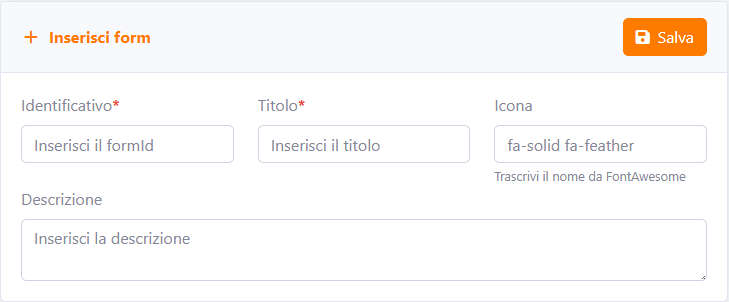 Inserisci form
Salva
Identificativo* Titolo* Icona
Inserisci il formId Inserisci il titolo fa-solid fa-feather
Trascrivi il nome da FontAwesome
Descrizione
Inserisci la descrizione